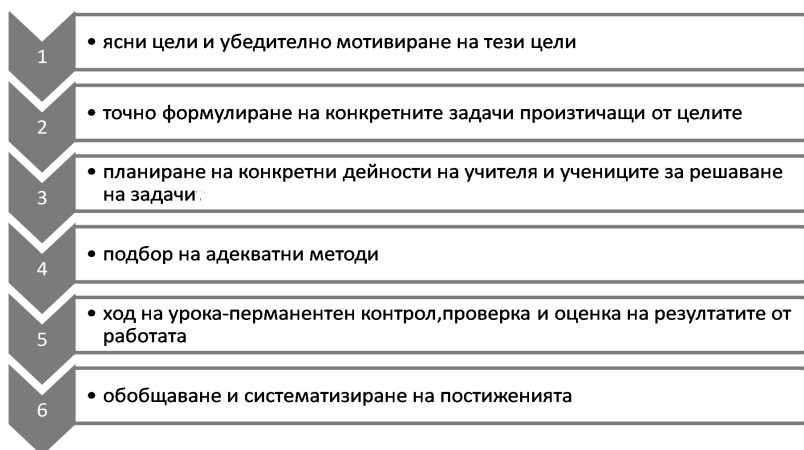 1
• ясни цели и убедително мотивиране на тези цели
2
• точно формулиране на конкретните задачи произтичащи от целите
3
• планиране на конкретни дейности на учителя и учениците за решаване
на задачи
4
• подбор на адекватни методи
5
• ход на урока-перманентен контрол,проверка и оценка на резултатите от
работата
6
• обобщаване и систематизиране на постиженията